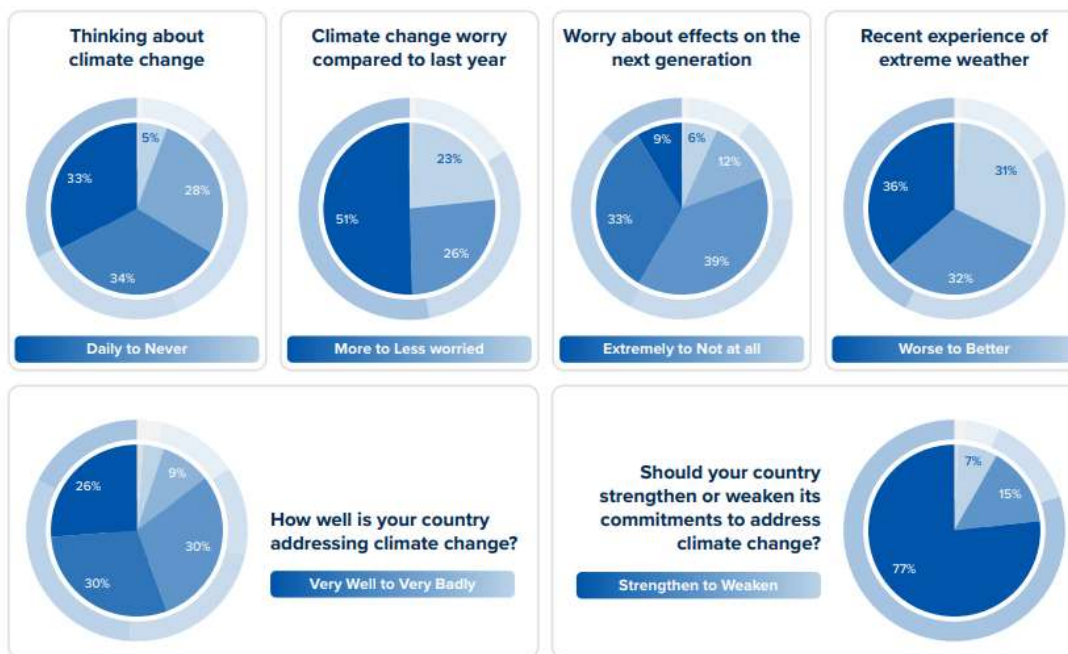 Thinking about
climate change
5%
33%
28%
34%
Daily to Never
Climate change worry
compared to last year
23%
51%
26%
More to Less worried
Worry about effects on the
next generation
9%
6%
12%
33%
39%
Extremely to Not at all
Recent experience of
extreme weather
36%
31%
32%
Worse to Better
9%
26%
30%
30%
How well is your country
addressing climate change?
Very Well to Very Badly
Should your country
strengthen or weaken its
commitments to address
climate change?
Strengthen to Weaken
7%
15%
77%